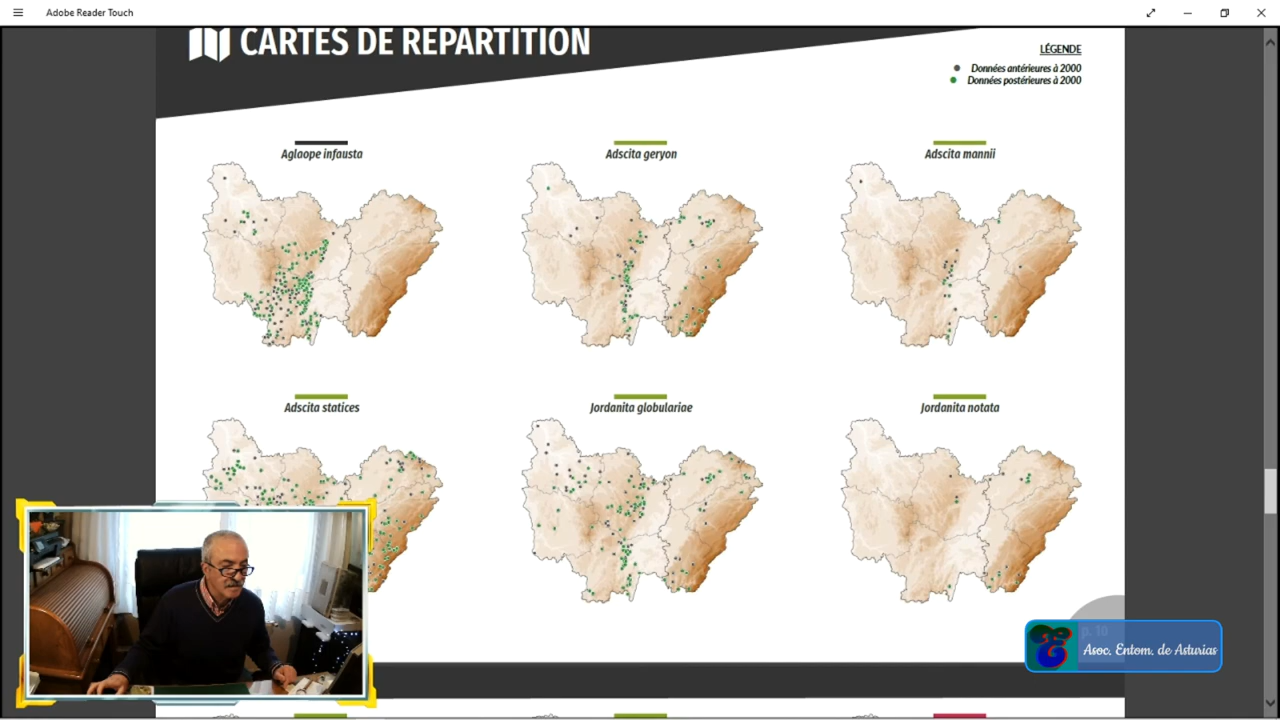 Adobe Reader Touch
CARTES DE REPARTITION
LÉGENDE
Données antérieures à 2000
Données postérieures à 2000
Aglaope infausta
Adscita geryon
Adscita mannii
Adscita statices
Jordanita globulariae
Jordanita notata
p. 10
Asoc. Entom. de Asturias